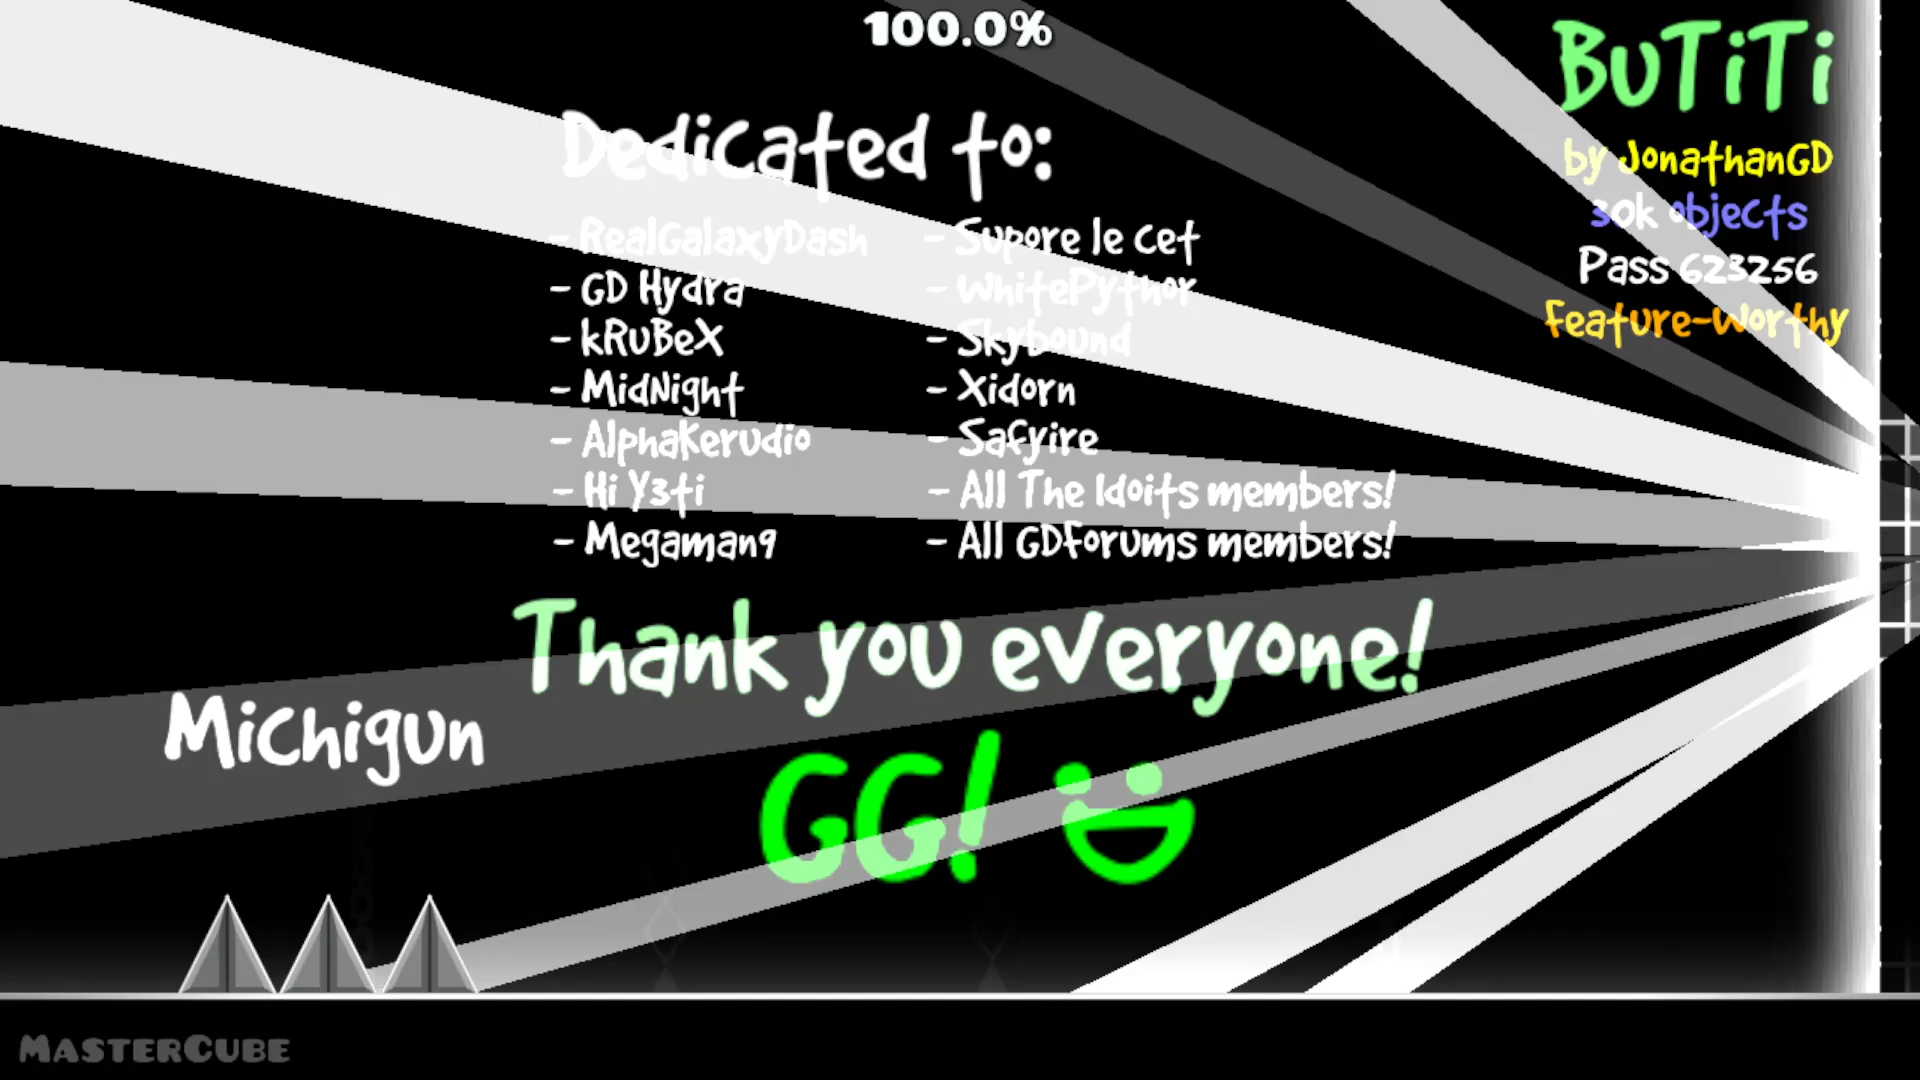 100.0%
BuTiTi
by JonathanGD
30k objects
Pass 623256
Feature-Worthy
Dedicated to:
- RealGalaxyDash
- GD Hydra
- kRuBeX
- MidNight
- AlphaKerudio
- Hi Y3ti
- Megaman9
- Supore le Cef
- WhitePythor
- Skybound
- Xidorn
- Safyire
- All The Idoits members!
- All GDForums members!
Thank you everyone!
Michigun
GG!
MasterCube